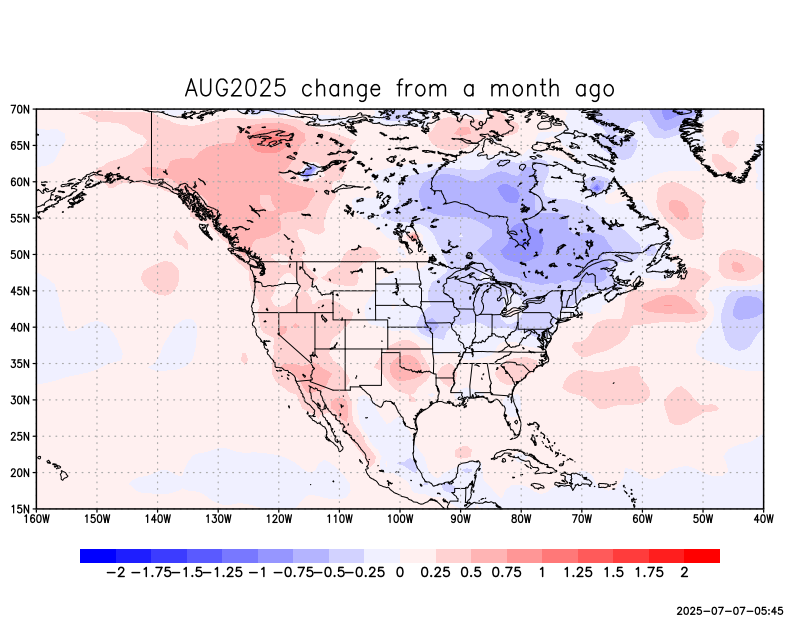 AUG2025 change from a month ago
70N
65N
60N
55N
50N
45N
40N
35N
30N
25N
20N
15N
160W 150W 140W 130W 120W 110W 100W 90W 80W 70W 60W 50W 40W
−2 −1.75 −1.5 −1.25 −1 −0.75 −0.5 −0.25 0 0.25 0.5 0.75 1 1.25 1.5 1.75 2
2025-07-07-05:45